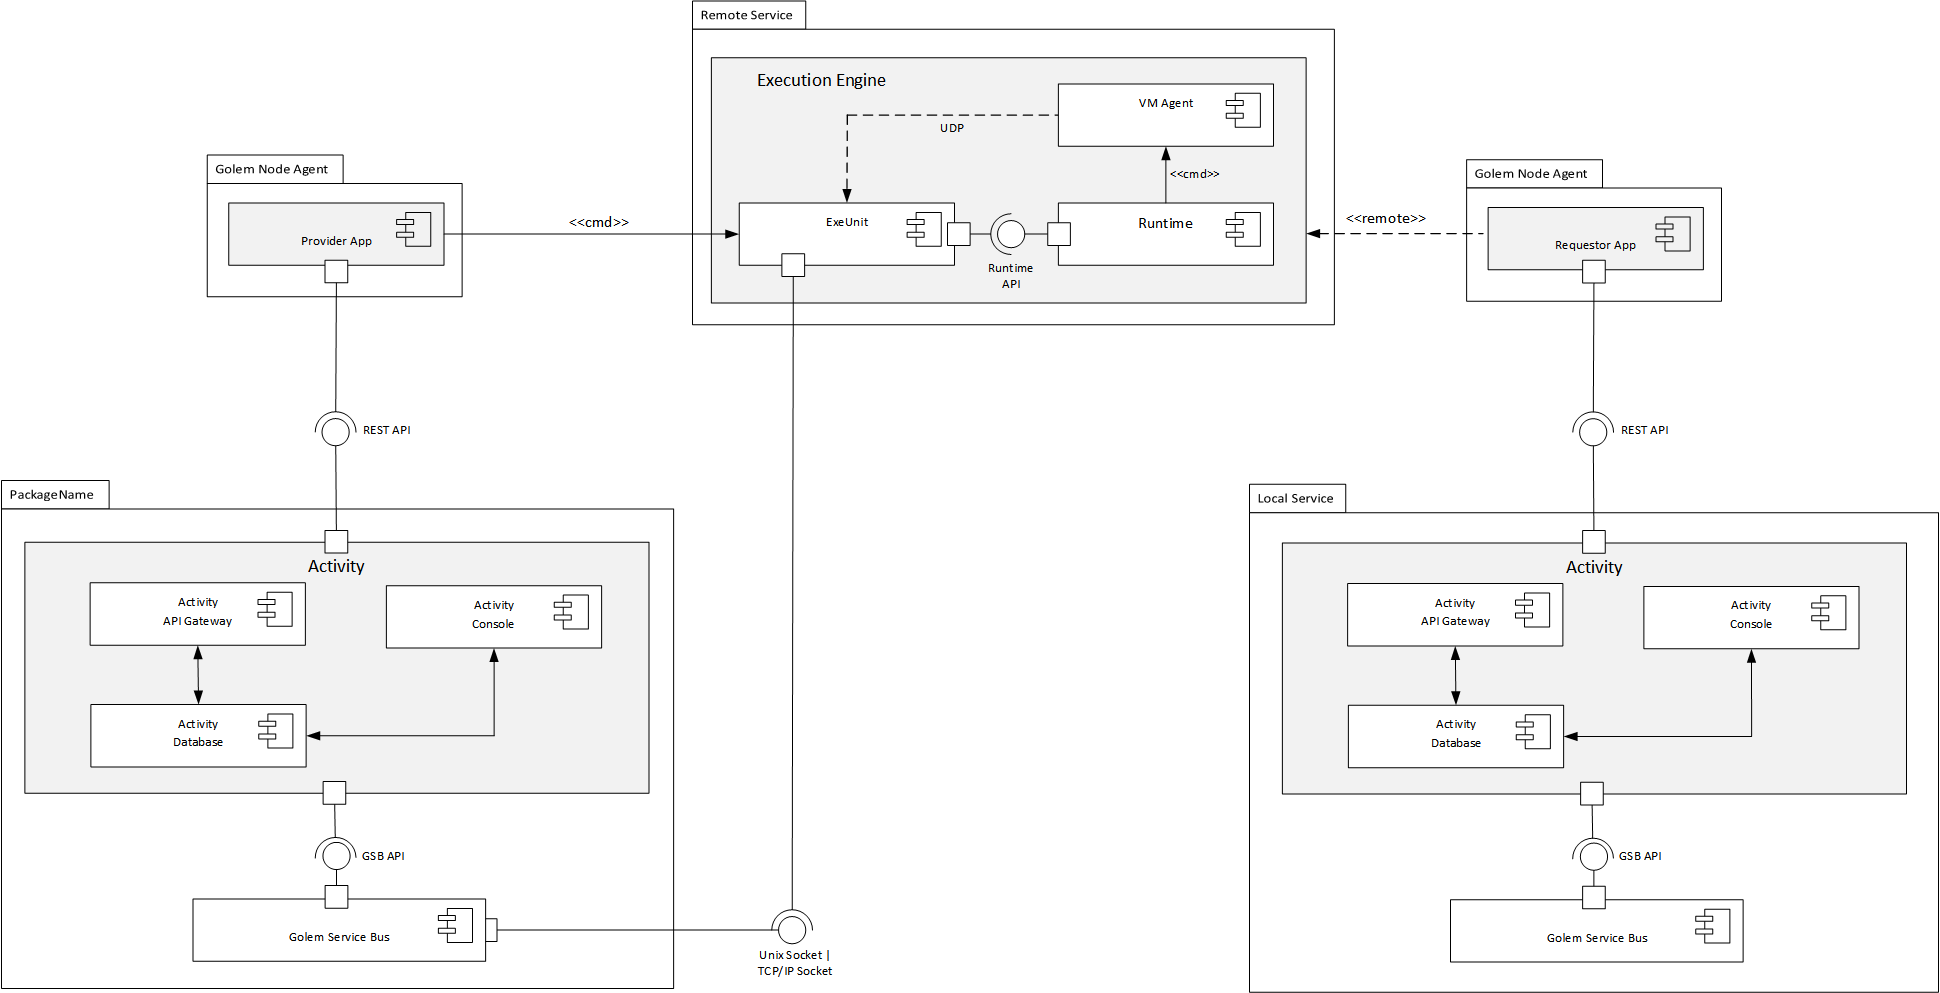 Remote Service
Execution Engine
VM Agent
UDP
<<cmd>>
Golem Node Agent
Provider App
<<cmd>>
ExeUnit
Runtime
API
Runtime
<<remote>>
Golem Node Agent
Requestor App
REST API
REST API
PackageName
Activity
Activity
API Gateway
Activity
Console
Activity
Database
GSB API
Golem Service Bus
Unix Socket |
TCP/IP Socket
Local Service
Activity
Activity
API Gateway
Activity
Console
Activity
Database
GSB API
Golem Service Bus